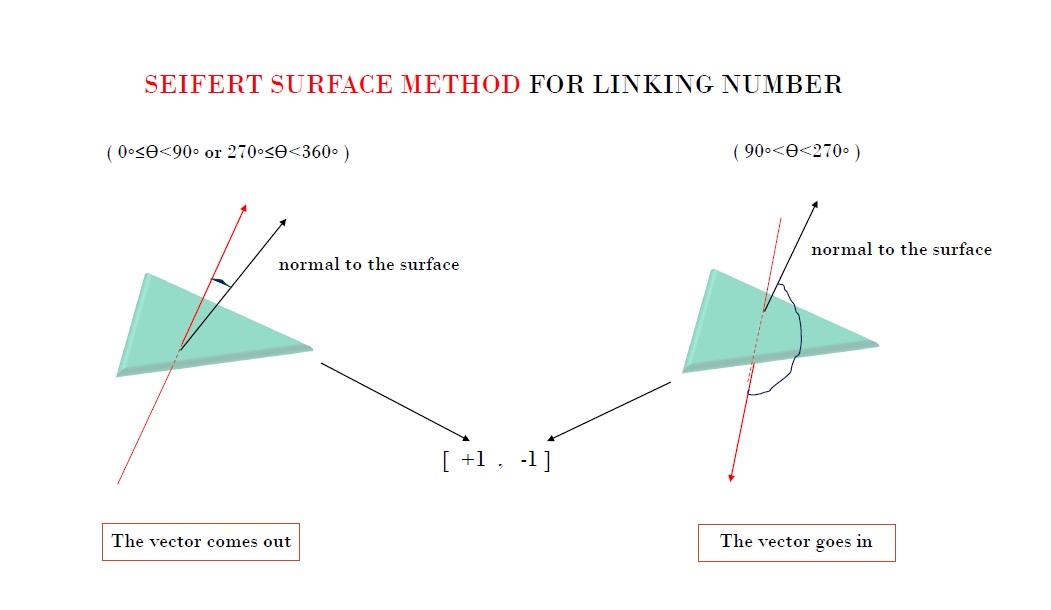 SEIFERT SURFACE METHOD FOR LINKING NUMBER
( 0°≤Θ<90° or 270°≤Θ<360° )
( 90°<Θ<270° )
normal to the surface
normal to the surface
[ +1 , -1 ]
The vector comes out
The vector goes in